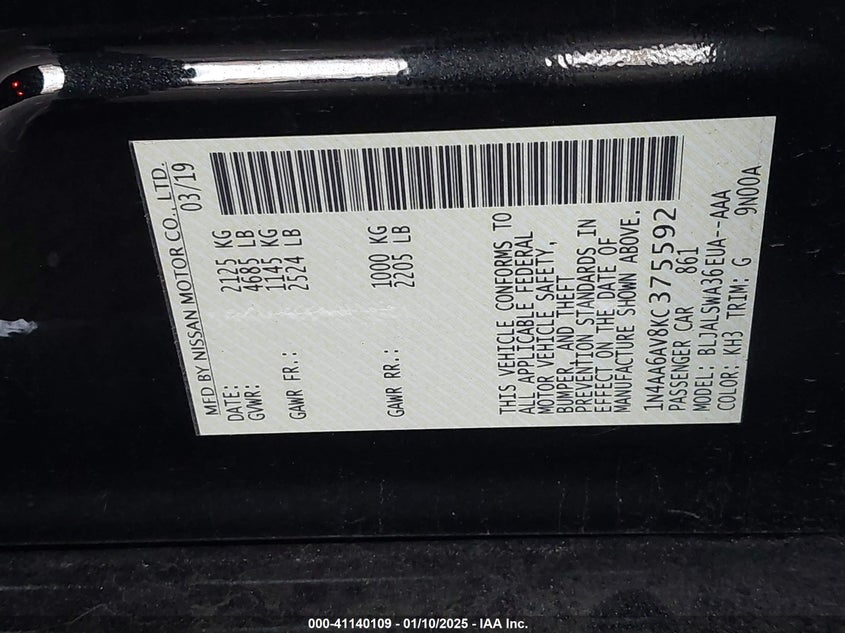 MFD BY NISSAN MOTOR CO., LTD.
DATE: 03/19
GVWR: 2125 KG
4685 LB
GAWR FR.: 1145 KG
2524 LB
GAWR RR.: 1000 KG
2205 LB
THIS VEHICLE CONFORMS TO
ALL APPLICABLE FEDERAL
MOTOR VEHICLE SAFETY,
BUMPER, AND THEFT
PREVENTION STANDARDS IN
EFFECT ON THE DATE OF
MANUFACTURE SHOWN ABOVE.
1N4AA6AV8KC375592
PASSENGER CAR 861
MODEL: BLJALSWA36EUA--AAA
COLOR: KH3 TRIM: G 9N00A
000-41140109 - 01/10/2025 - IAA Inc.